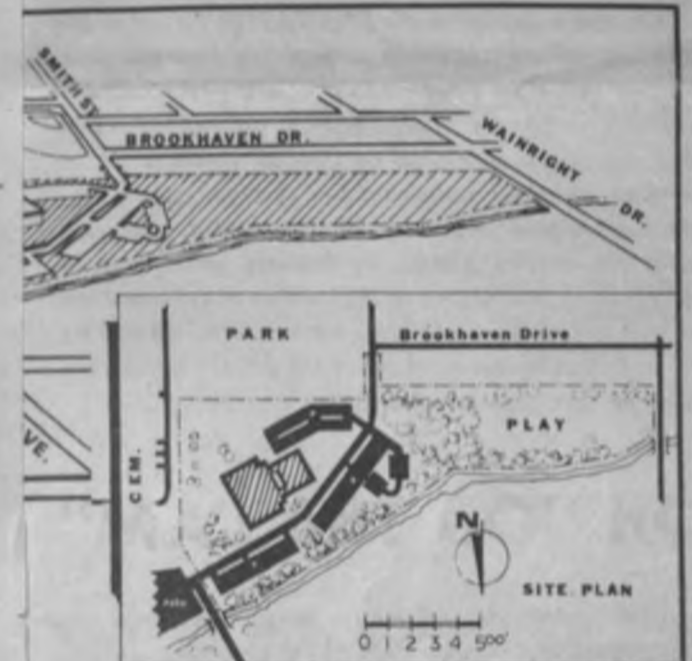 SMITH ST.
BROOKHAVEN DR.
WAINRIGHT DR.
PARK
Brookhaven Drive
PLAY
VE.
CEM.
N
SITE PLAN
0 1 2 3 4 500'